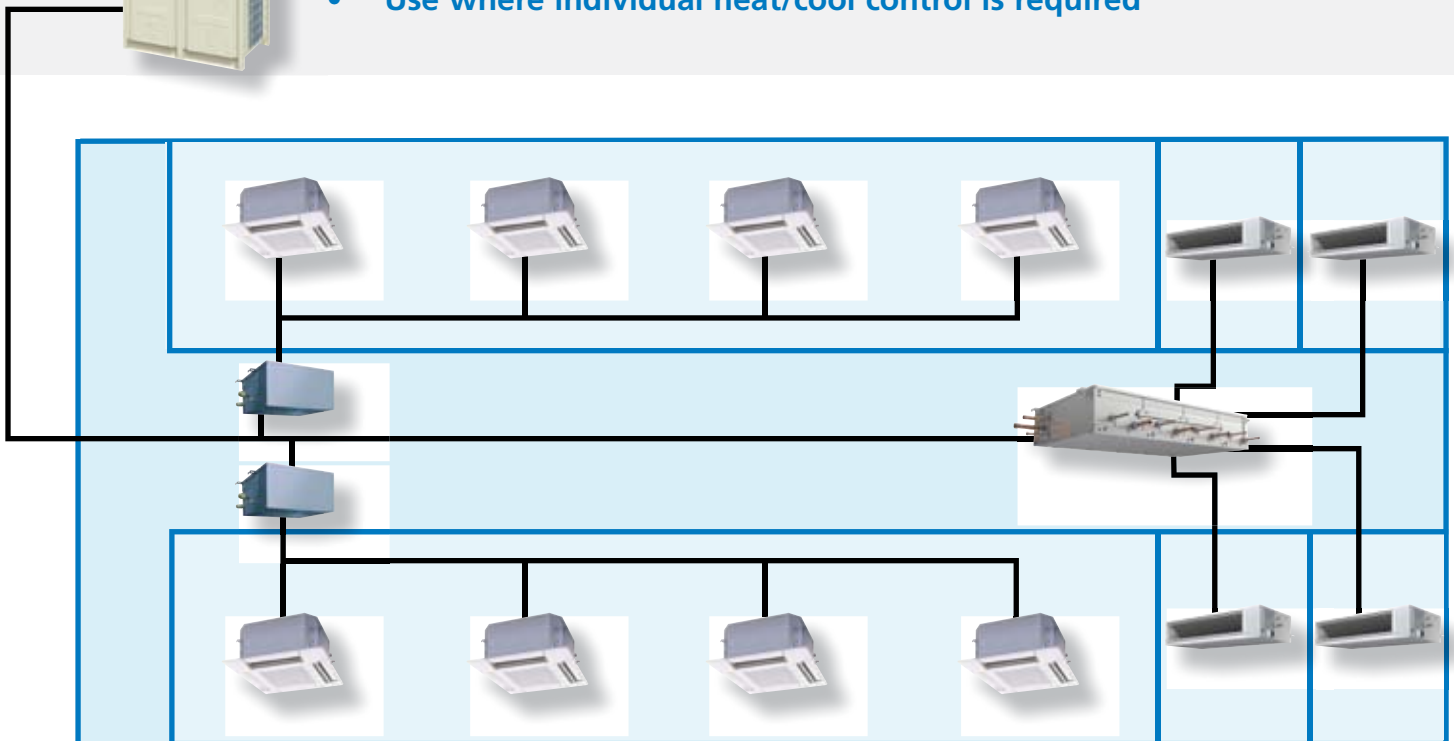 • Use where individual heat/cool control is required